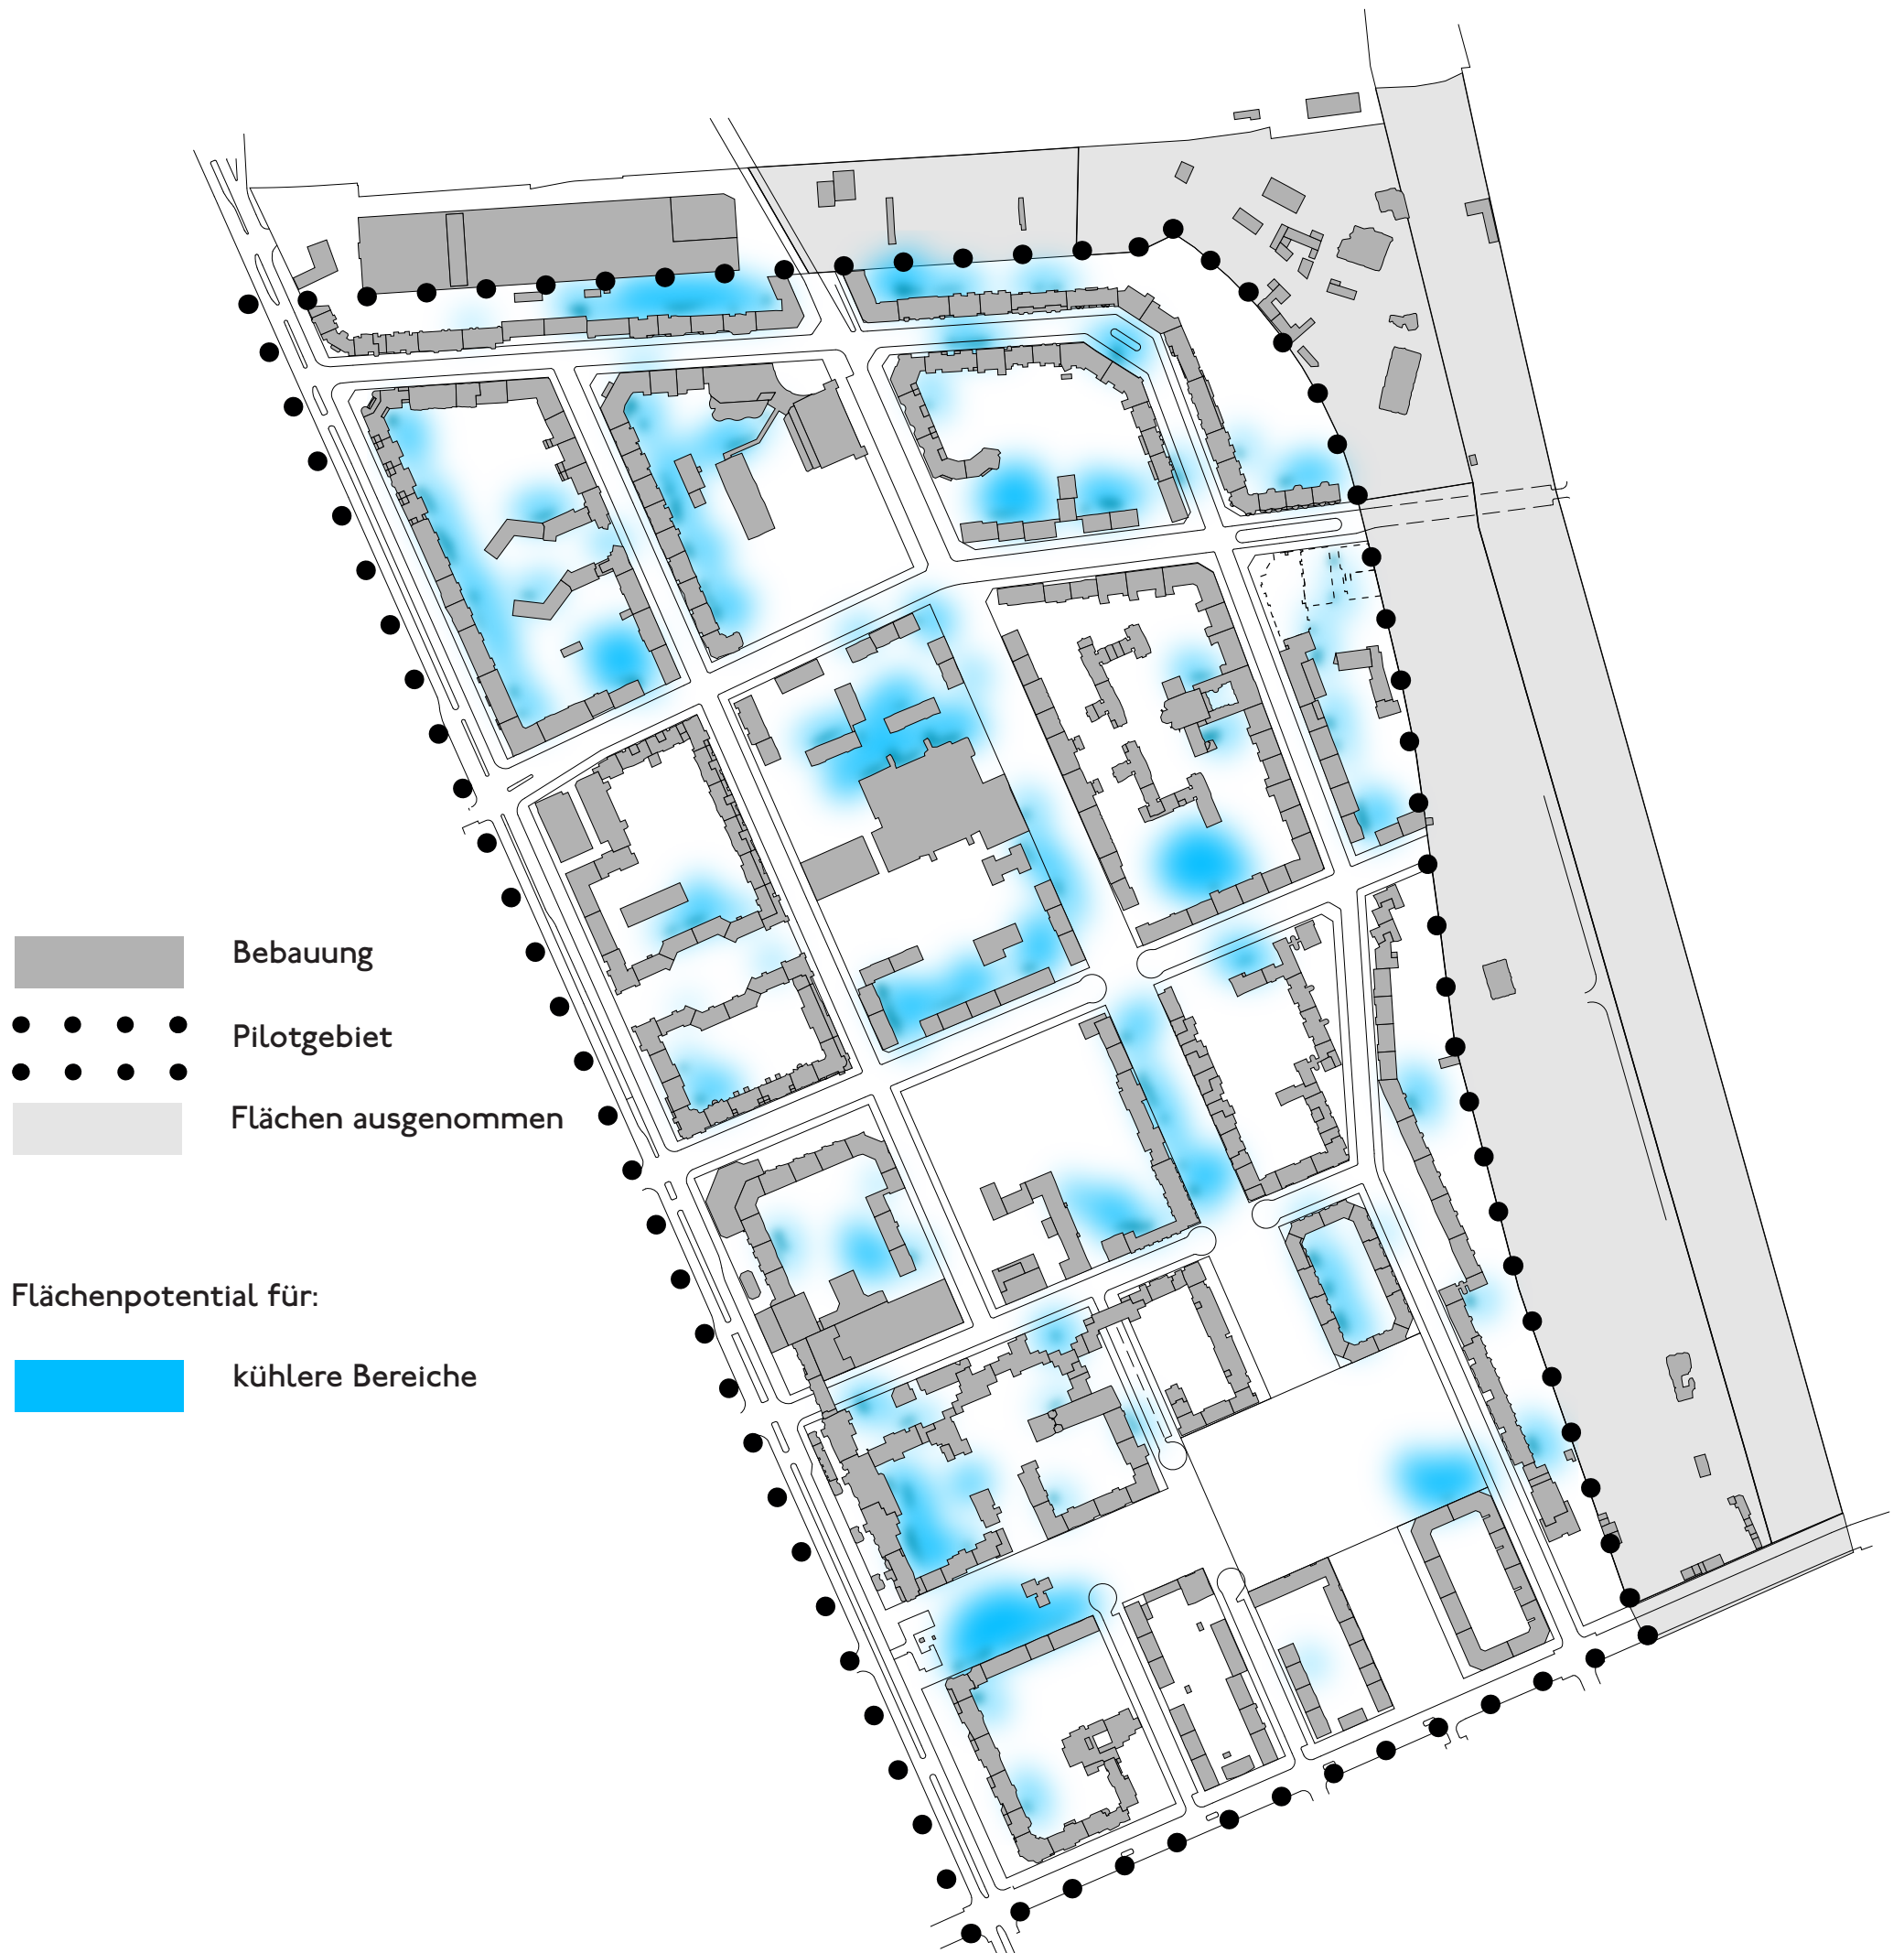 Bebauung
Pilotgebiet
Flächen ausgenommen
Flächenpotential für:
kühlere Bereiche